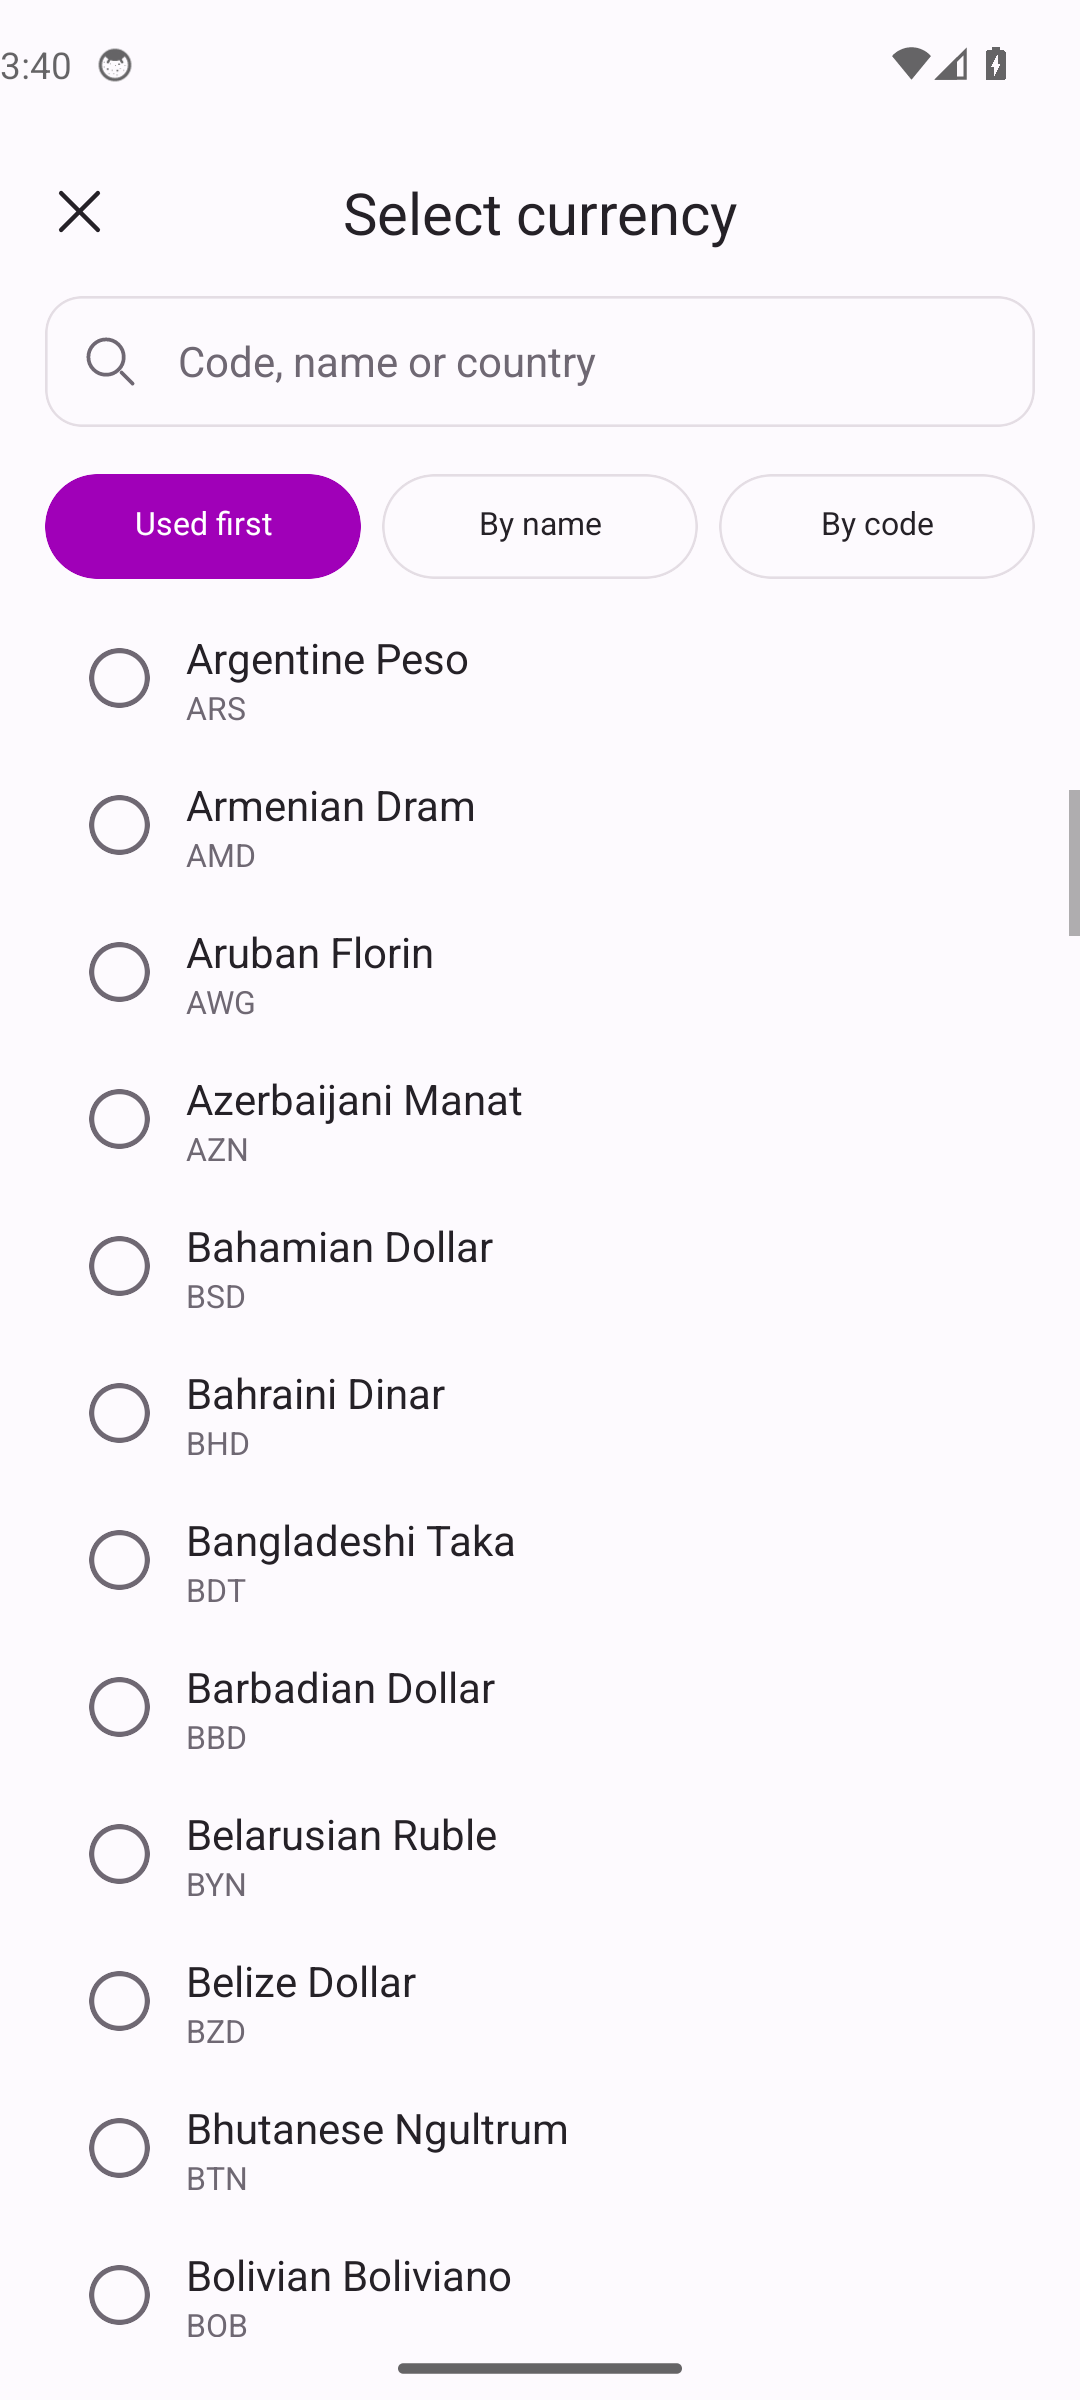 3:40
Select currency
Code, name or country
Used first
By name
By code
Argentine Peso
ARS
Armenian Dram
AMD
Aruban Florin
AWG
Azerbaijani Manat
AZN
Bahamian Dollar
BSD
Bahraini Dinar
BHD
Bangladeshi Taka
BDT
Barbadian Dollar
BBD
Belarusian Ruble
BYN
Belize Dollar
BZD
Bhutanese Ngultrum
BTN
Bolivian Boliviano
BOB